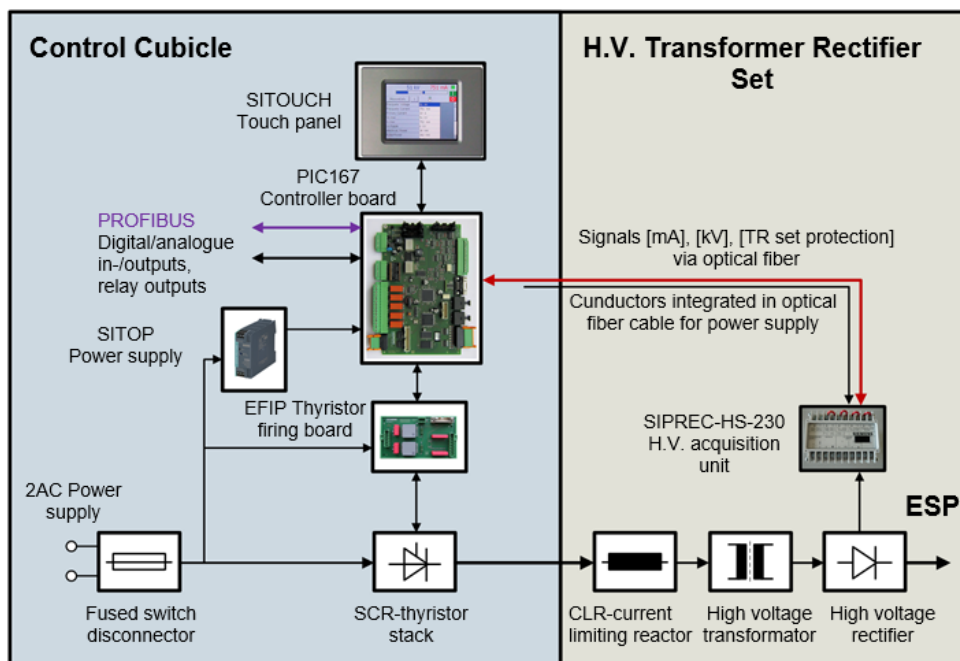 Control Cubicle
H.V. Transformer Rectifier
Set
SITOUCH
Touch panel
PIC167
Controller board
PROFIBUS
Digital/analogue
in-/outputs,
relay outputs
Signals [mA], [kV], [TR set protection]
via optical fiber
Cunductors integrated in optical
fiber cable for power supply
SITOP
Power supply
EFIP Thyristor
firing board
SIPREC-HS-230
H.V. acquisition
unit
2AC Power
supply
ESP
Fused switch
disconnector
SCR-thyristor
stack
CLR-current
limiting reactor
High voltage
transformator
High voltage
rectifier